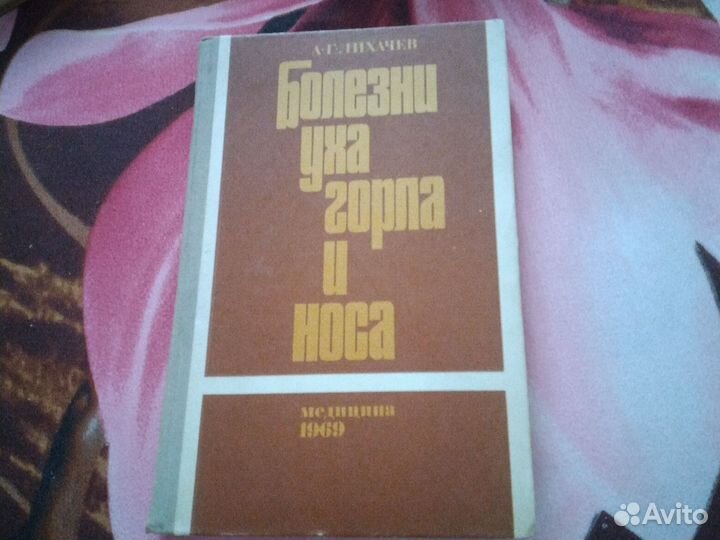 А·Г·ЛИХАЧЕВ
Болезни
уха
горла
и
носа
медицина
1969
Avito